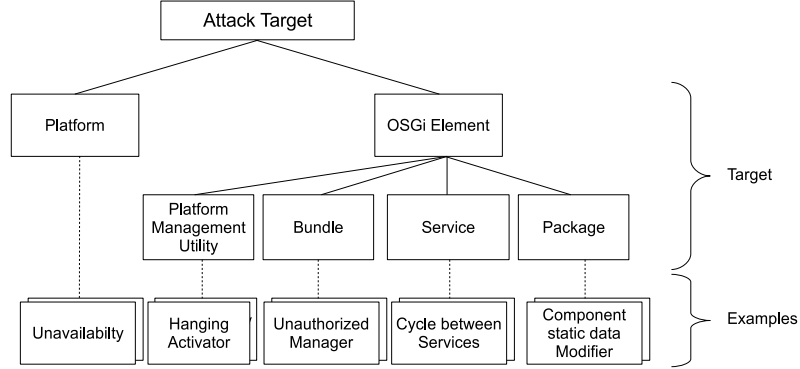 Attack Target
Platform
OSGi Element
Target
Platform
Management
Utility
Bundle
Service
Package
Unavailabilty
Hanging
Activator
Unauthorized
Manager
Cycle between
Services
Component
static data
Modifier
Examples